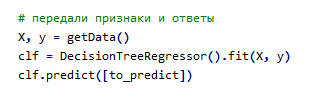 # передали признаки и ответы
X, y = getData()
clf = DecisionTreeRegressor().fit(X, y)
clf.predict([to_predict])